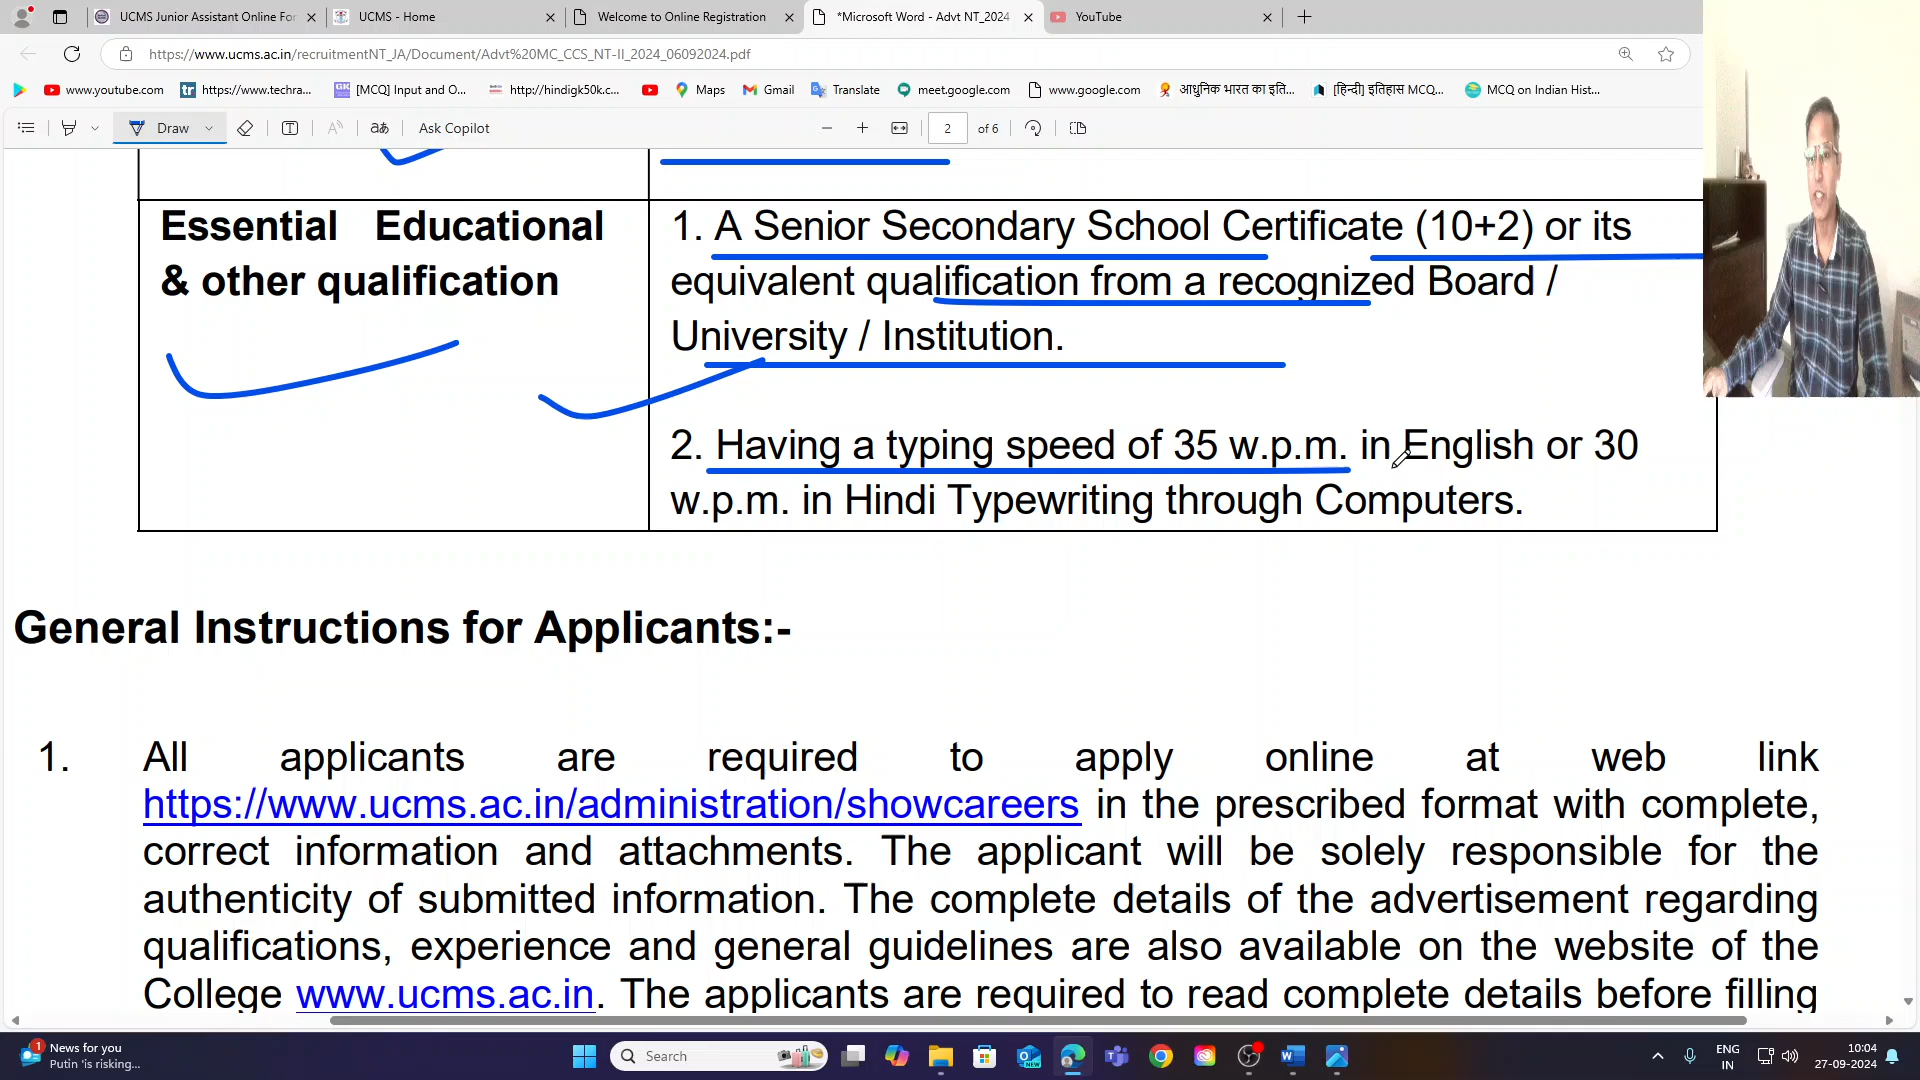 UCMS Junior Assistant Online For
UCMS - Home
Welcome to Online Registration
*Microsoft Word - Advt NT_2024
YouTube
https://www.ucms.ac.in/recruitmentNT_JA/Document/Advt%20MC_CCS_NT-II_2024_06092024.pdf
www.youtube.com
tr
https://www.techra...
GK
[MCQ] Input and O...
http://hindigk50k.c...
Maps
Gmail
Translate
meet.google.com
www.google.com
आधुनिक भारत का इति...
[हिन्दी] इतिहास MCQ...
MCQ on Indian Hist...
Draw
T
aあ
Ask Copilot
2
of 6
Essential Educational
& other qualification
1. A Senior Secondary School Certificate (10+2) or its
equivalent qualification from a recognized Board /
University / Institution.
2. Having a typing speed of 35 w.p.m. in English or 30
w.p.m. in Hindi Typewriting through Computers.
General Instructions for Applicants:-
1. All applicants are required to apply online at web link
https://www.ucms.ac.in/administration/showcareers in the prescribed format with complete,
correct information and attachments. The applicant will be solely responsible for the
authenticity of submitted information. The complete details of the advertisement regarding
qualifications, experience and general guidelines are also available on the website of the
College www.ucms.ac.in. The applicants are required to read complete details before filling
1
News for you
Putin 'is risking...
Search
NEW
ENG
IN
10:04
27-09-2024